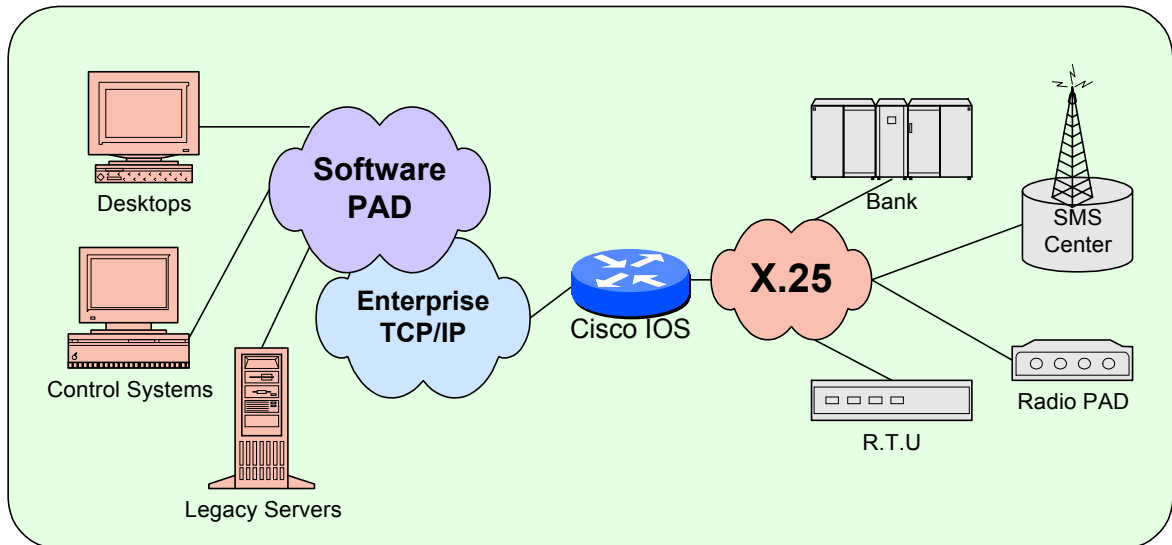 Desktops
Software
PAD
Bank
SMS
Center
Control Systems
Enterprise
TCP/IP
Cisco IOS
X.25
Radio PAD
R.T.U
Legacy Servers